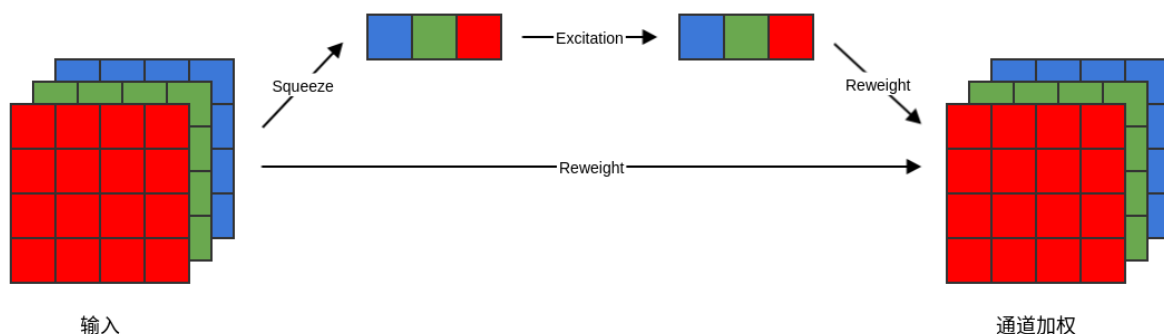 Excitation
Squeeze
Reweight
Reweight
输入
通道加权